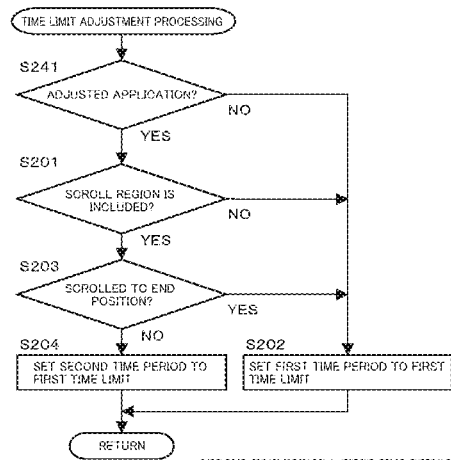 TIME LIMIT ADJUSTMENT PROCESSING
S241
ADJUSTED APPLICATION?
NO
YES
S201
SCROLL REGION IS
INCLUDED?
NO
YES
S203
SCROLLED TO END
POSITION?
YES
NO
S204
SET SECOND TIME PERIOD TO
FIRST TIME LIMIT
S202
SET FIRST TIME PERIOD TO FIRST
TIME LIMIT
RETURN